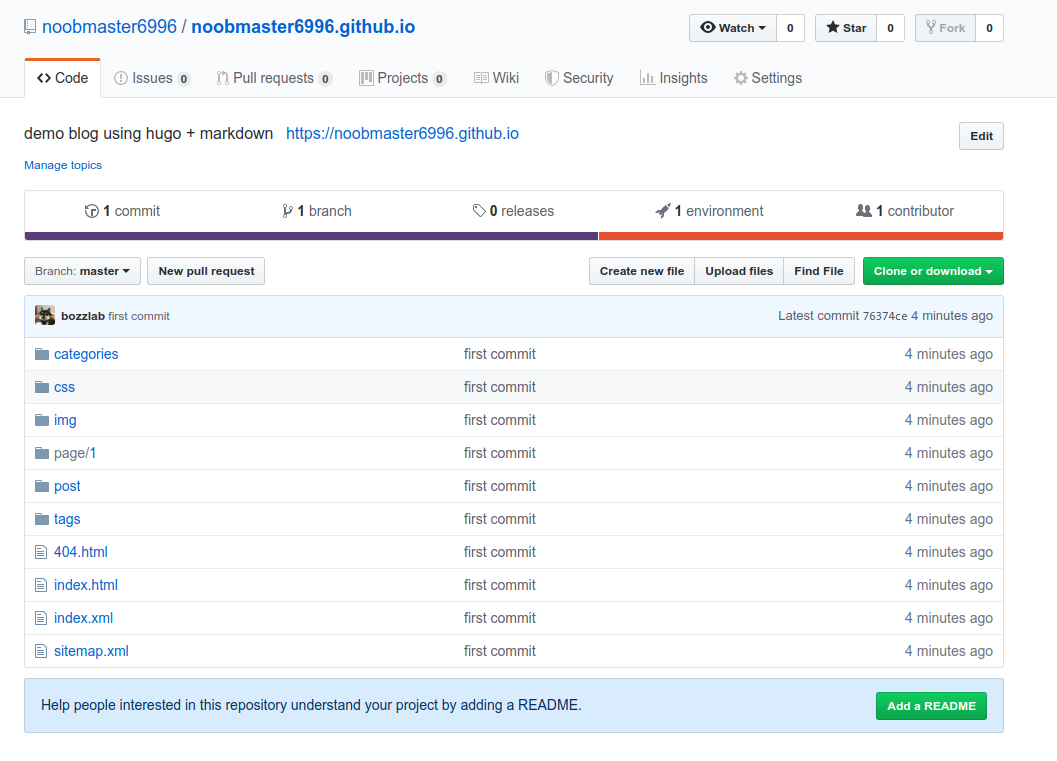 noobmaster6996 / noobmaster6996.github.io Watch 0 Star 0 Fork 0
Code Issues 0 Pull requests 0 Projects 0 Wiki Security Insights Settings
demo blog using hugo + markdown https://noobmaster6996.github.io Edit
Manage topics
1 commit 1 branch 0 releases 1 environment 1 contributor
Branch: master New pull request Create new file Upload files Find File Clone or download
bozzlab first commit Latest commit 76374ce 4 minutes ago
categories first commit 4 minutes ago
css first commit 4 minutes ago
img first commit 4 minutes ago
page/1 first commit 4 minutes ago
post first commit 4 minutes ago
tags first commit 4 minutes ago
404.html first commit 4 minutes ago
index.html first commit 4 minutes ago
index.xml first commit 4 minutes ago
sitemap.xml first commit 4 minutes ago
Help people interested in this repository understand your project by adding a README. Add a README